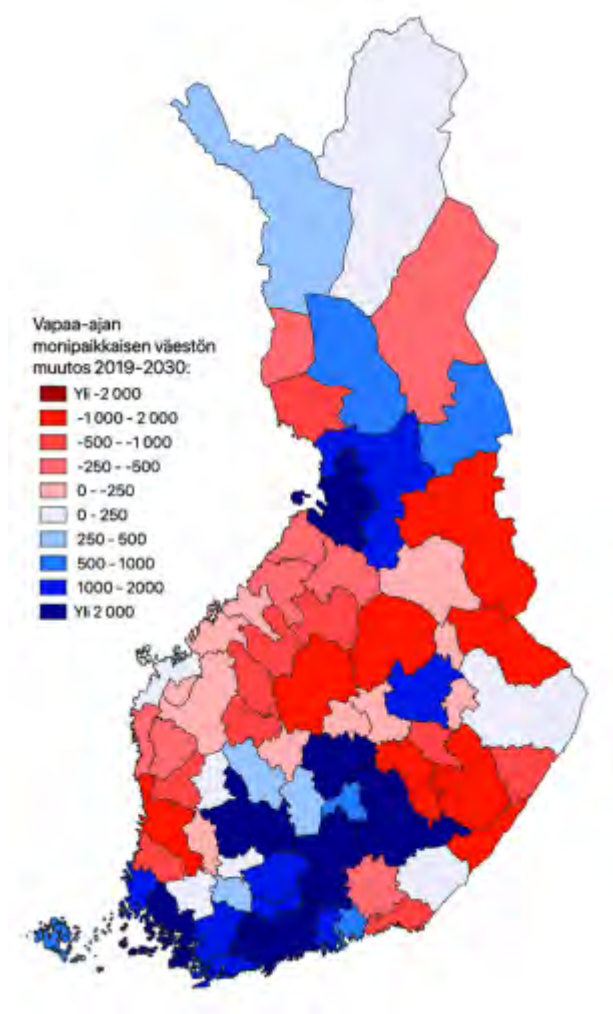 Vapaa-ajan
monipaikkaisen väestön
muutos 2019-2030:
Yli -2 000
-1 000 - 2 000
-500 - -1 000
-250 - -500
0 - -250
0 - 250
250 - 500
500 - 1000
1000 - 2000
Yli 2 000